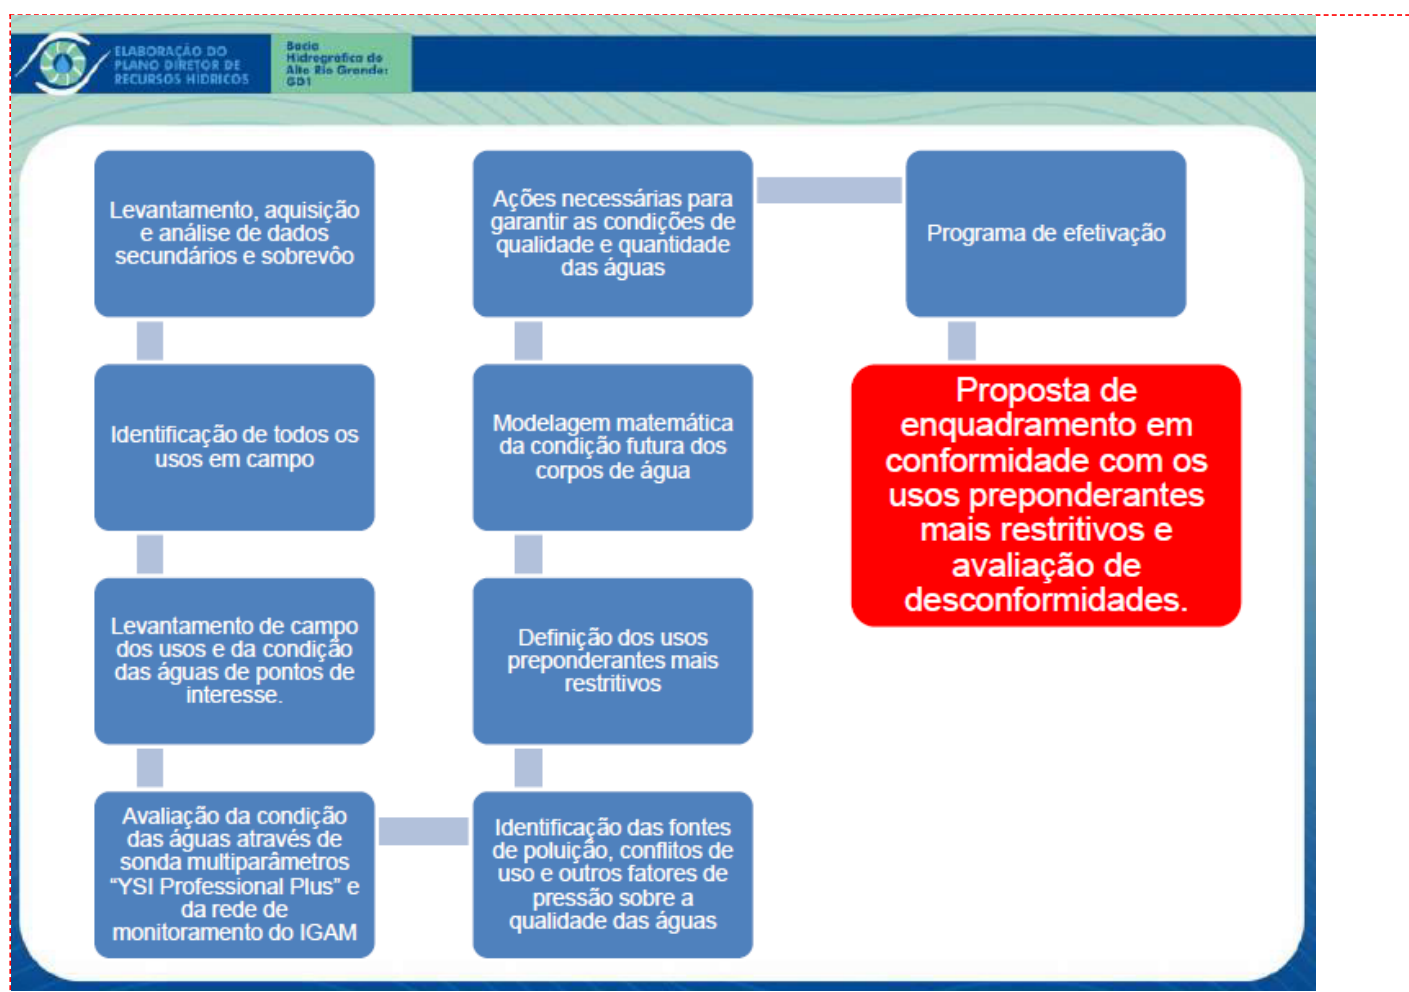 ELABORAÇÃO DO
PLANO DIRETOR DE
RECURSOS HÍDRICOS
Bacia
Hidrográfica do
Alto Rio Grande:
GD1
Levantamento, aquisição
e análise de dados
secundários e sobrevôo
Identificação de todos os
usos em campo
Levantamento de campo
dos usos e da condição
das águas de pontos de
interesse.
Avaliação da condição
das águas através de
sonda multiparâmetros
“YSI Professional Plus” e
da rede de
monitoramento do IGAM
Identificação das fontes
de poluição, conflitos de
uso e outros fatores de
pressão sobre a
qualidade das águas
Definição dos usos
preponderantes mais
restritivos
Modelagem matemática
da condição futura dos
corpos de água
Ações necessárias para
garantir as condições de
qualidade e quantidade
das águas
Programa de efetivação
Proposta de
enquadramento em
conformidade com os
usos preponderantes
mais restritivos e
avaliação de
desconformidades.